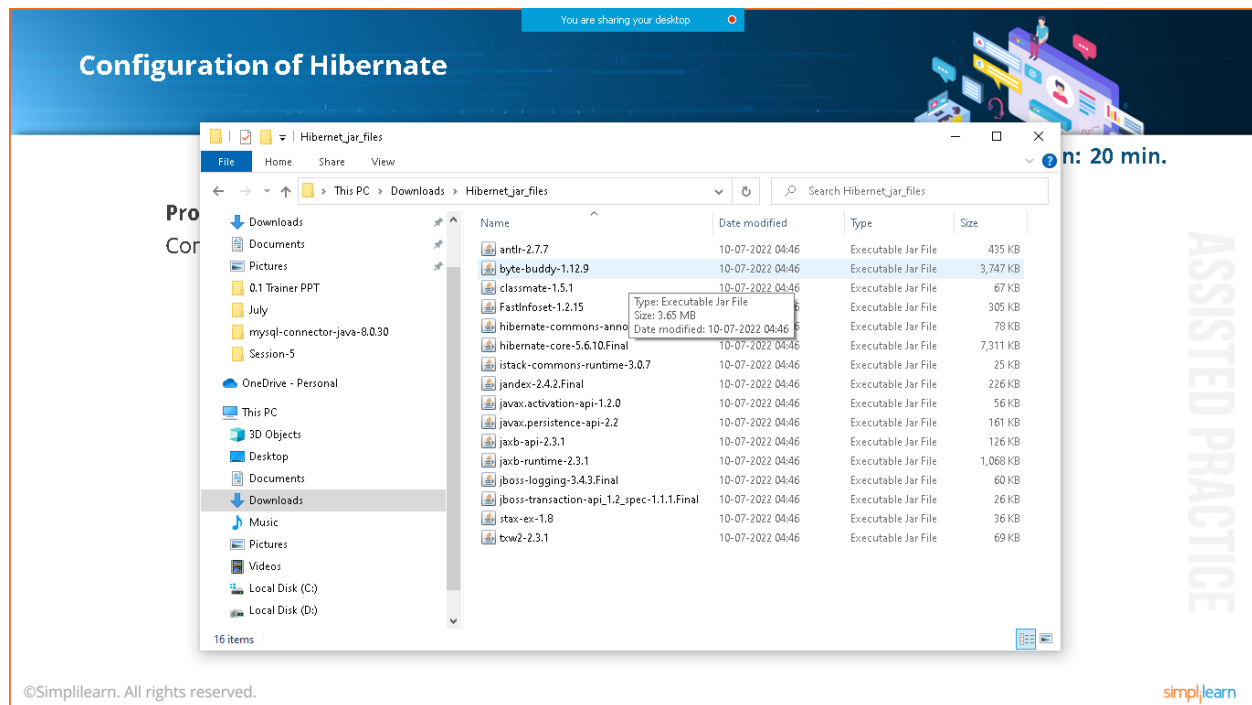 You are sharing your desktop
Configuration of Hibernate
Hibernet_jar_files
File Home Share View
n: 20 min.
This PC > Downloads > Hibernet_jar_files
Search Hibernet_jar_files
Pro
Cor
Downloads
Documents
Pictures
0.1 Trainer PPT
July
mysql-connector-java-8.0.30
Session-5
OneDrive - Personal
This PC
3D Objects
Desktop
Documents
Downloads
Music
Pictures
Videos
Local Disk (C:)
Local Disk (D:)
Name Date modified Type Size
antlr-2.7.7 10-07-2022 04:46 Executable Jar File 435 KB
byte-buddy-1.12.9 10-07-2022 04:46 Executable Jar File 3,747 KB
classmate-1.5.1 10-07-2022 04:46 Executable Jar File 67 KB
FastInfoset-1.2.15 6 Executable Jar File 305 KB
hibernate-commons-anno 6 Executable Jar File 78 KB
hibernate-core-5.6.10.Final 10-07-2022 04:46 Executable Jar File 7,311 KB
istack-commons-runtime-3.0.7 10-07-2022 04:46 Executable Jar File 25 KB
jandex-2.4.2.Final 10-07-2022 04:46 Executable Jar File 226 KB
javax.activation-api-1.2.0 10-07-2022 04:46 Executable Jar File 56 KB
javax.persistence-api-2.2 10-07-2022 04:46 Executable Jar File 161 KB
jaxb-api-2.3.1 10-07-2022 04:46 Executable Jar File 126 KB
jaxb-runtime-2.3.1 10-07-2022 04:46 Executable Jar File 1,068 KB
jboss-logging-3.4.3.Final 10-07-2022 04:46 Executable Jar File 60 KB
jboss-transaction-api_1.2_spec-1.1.1.Final 10-07-2022 04:46 Executable Jar File 26 KB
stax-ex-1.8 10-07-2022 04:46 Executable Jar File 36 KB
txw2-2.3.1 10-07-2022 04:46 Executable Jar File 69 KB
Type: Executable Jar File
Size: 3.65 MB
Date modified: 10-07-2022 04:46
16 items
ASSISTED PRACTICE
©Simplilearn. All rights reserved.
simplilearn